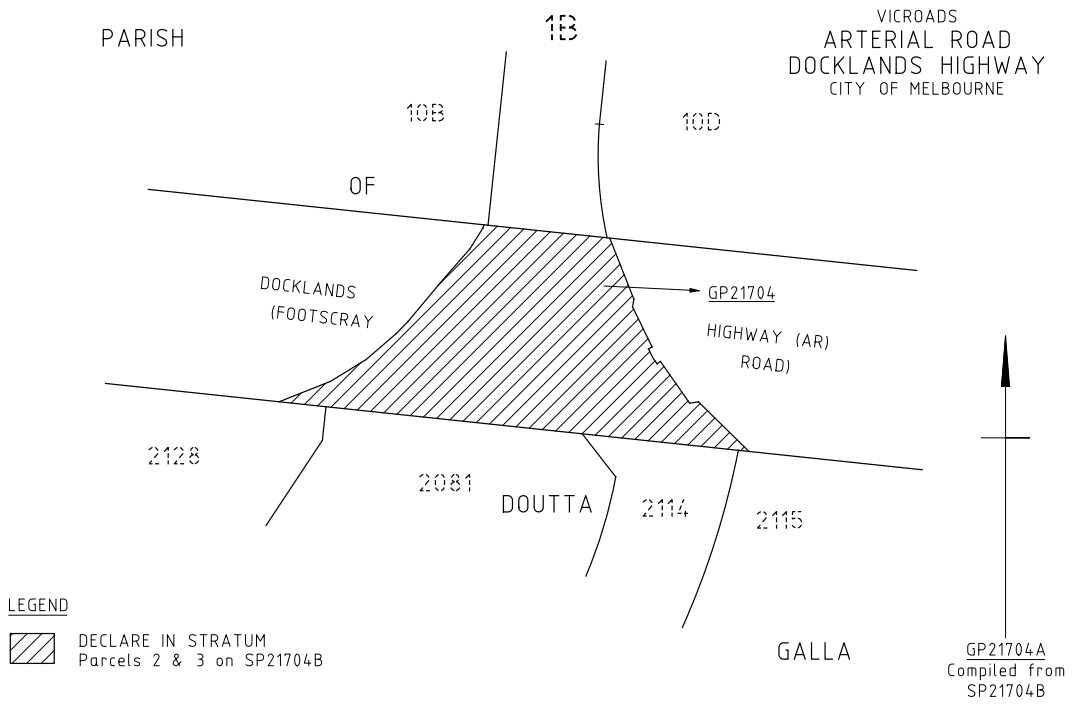 PARISH
1B
VICROADS
ARTERIAL ROAD
DOCKLANDS HIGHWAY
CITY OF MELBOURNE
10B
10D
OF
DOCKLANDS
(FOOTSCRAY
GP21704
HIGHWAY (AR)
ROAD)
2128
2081
DOUTTA
2114
2115
LEGEND
DECLARE IN STRATUM
Parcels 2 & 3 on SP21704B
GALLA
GP21704A
Compiled from
SP21704B